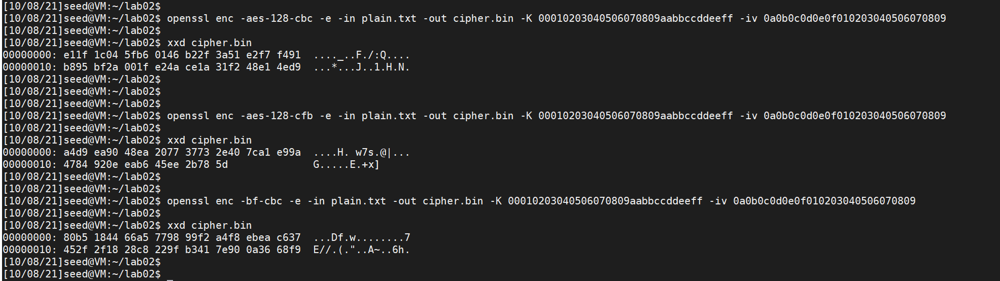 [10/08/21]seed@VM:~/lab02$
[10/08/21]seed@VM:~/lab02$ openssl enc -aes-128-cbc -e -in plain.txt -out cipher.bin -K 00010203040506070809aabbccddeeff -iv 0a0b0c0d0e0f010203040506070809
[10/08/21]seed@VM:~/lab02$
[10/08/21]seed@VM:~/lab02$ xxd cipher.bin
00000000: e11f 1c04 5fb6 0146 b22f 3a51 e2f7 f491  ...._..F./:Q....
00000010: b895 bf2a 001f e24a ce1a 31f2 48e1 4ed9  ...*...J..1.H.N.
[10/08/21]seed@VM:~/lab02$
[10/08/21]seed@VM:~/lab02$
[10/08/21]seed@VM:~/lab02$
[10/08/21]seed@VM:~/lab02$ openssl enc -aes-128-cfb -e -in plain.txt -out cipher.bin -K 00010203040506070809aabbccddeeff -iv 0a0b0c0d0e0f010203040506070809
[10/08/21]seed@VM:~/lab02$
[10/08/21]seed@VM:~/lab02$ xxd cipher.bin
00000000: a4d9 ea90 48ea 2077 3773 2e40 7ca1 e99a  ....H. w7s.@|...
00000010: 4784 920e eab6 45ee 2b78 5d              G.....E.+x]
[10/08/21]seed@VM:~/lab02$
[10/08/21]seed@VM:~/lab02$
[10/08/21]seed@VM:~/lab02$ openssl enc -bf-cbc -e -in plain.txt -out cipher.bin -K 00010203040506070809aabbccddeeff -iv 0a0b0c0d0e0f010203040506070809
[10/08/21]seed@VM:~/lab02$
[10/08/21]seed@VM:~/lab02$ xxd cipher.bin
00000000: 80b5 1844 66a5 7798 99f2 a4f8 ebea c637  ...Df.w........7
00000010: 452f 2f18 28c8 229f b341 7e90 0a36 68f9  E//.(."..A~..6h.
[10/08/21]seed@VM:~/lab02$
[10/08/21]seed@VM:~/lab02$